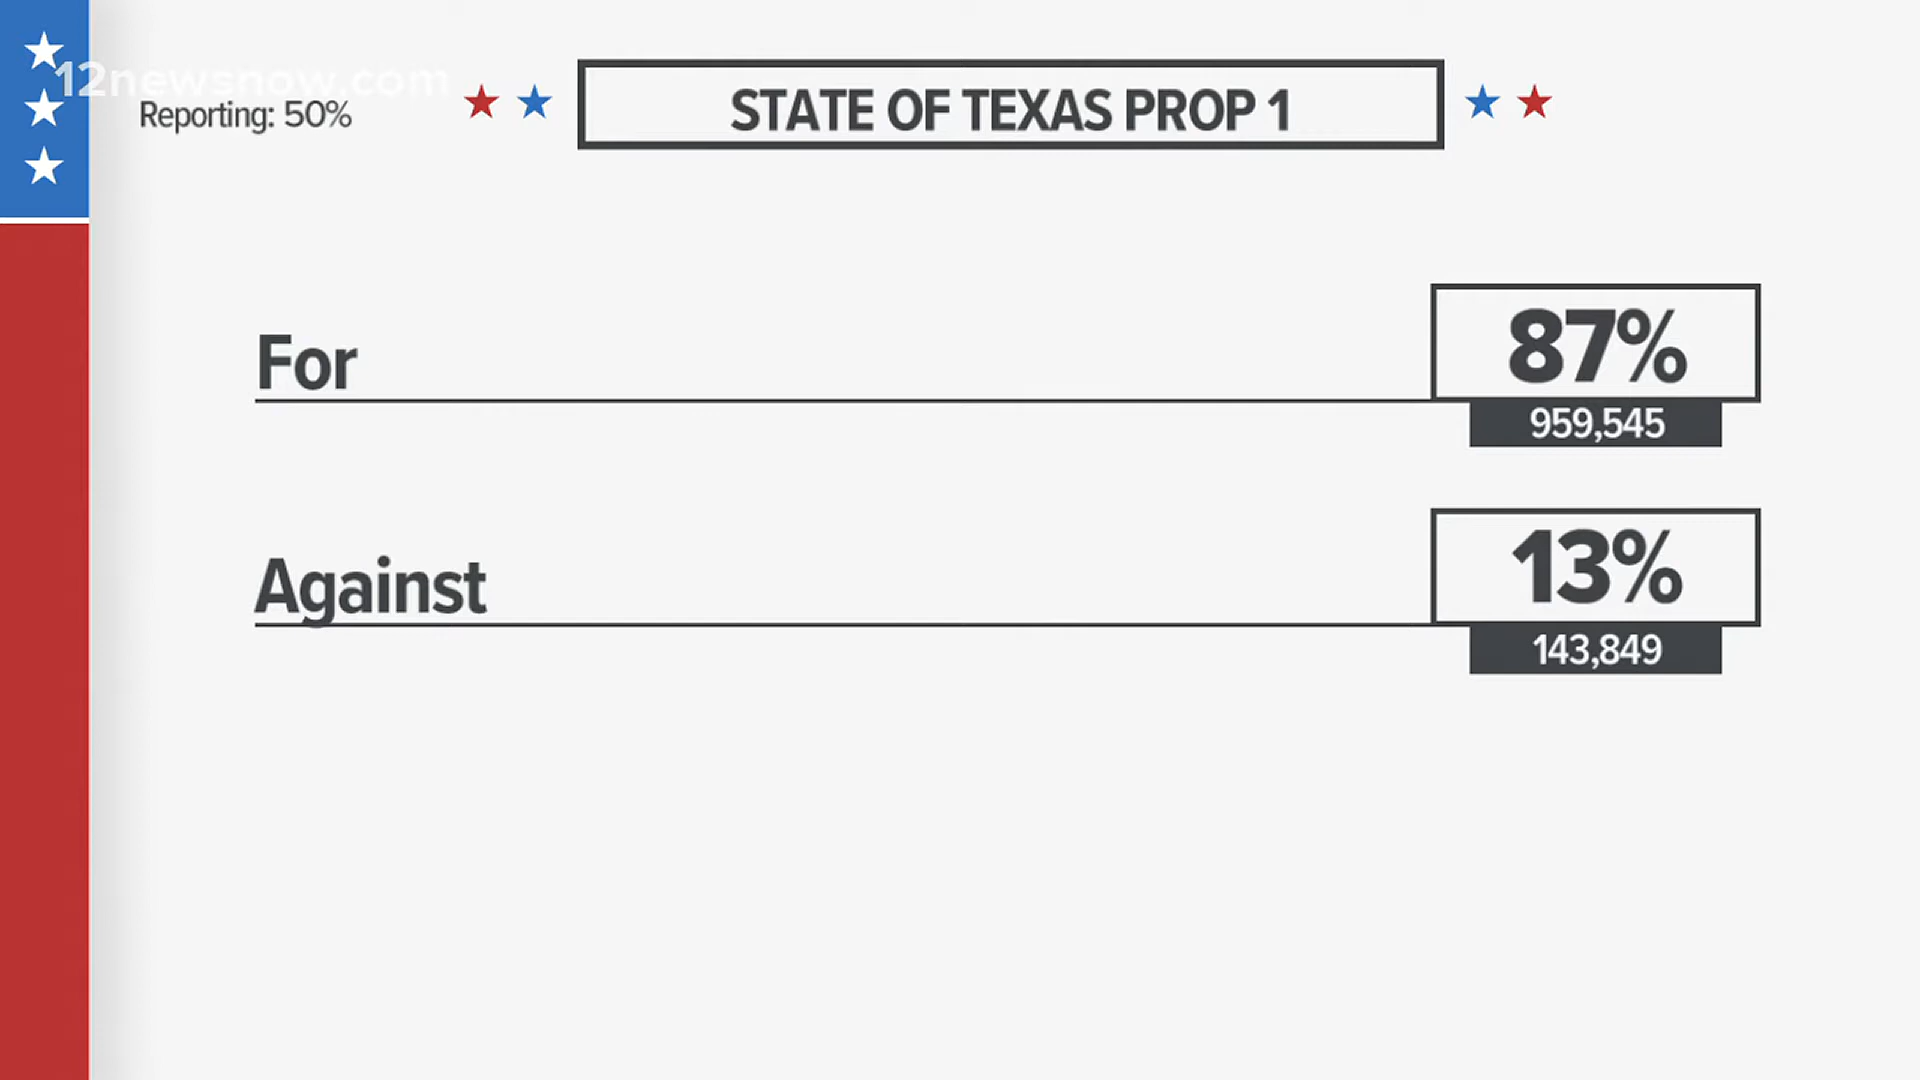 12newsnow.com
Reporting: 50%
STATE OF TEXAS PROP 1
For
87%
959,545
Against
13%
143,849